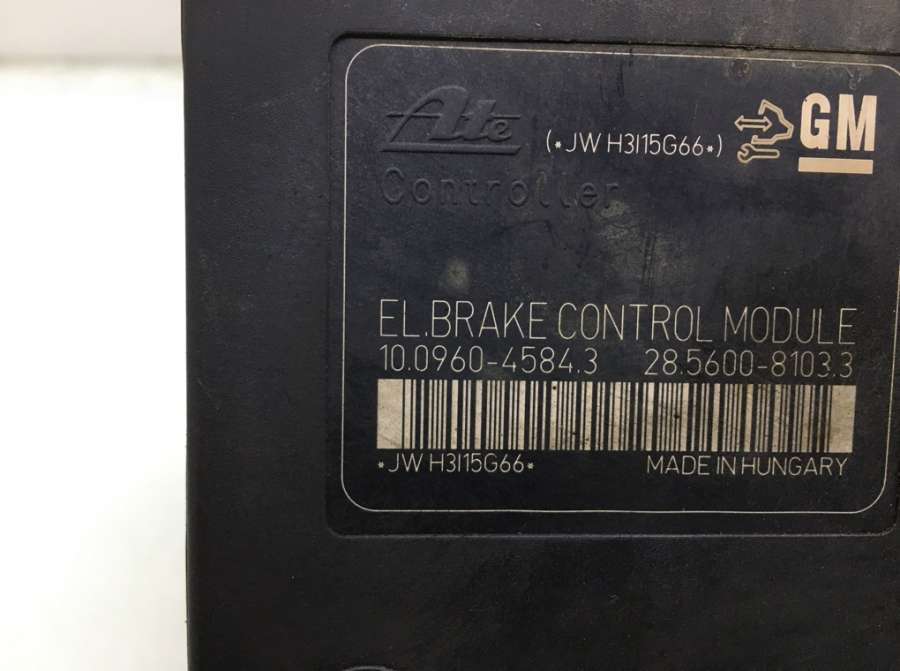 Ate
(*JW H3I15G66*)
GM
Controller
EL.BRAKE CONTROL MODULE
10.0960-4584.3 28.5600-8103.3
*JW H3I15G66*
MADE IN HUNGARY